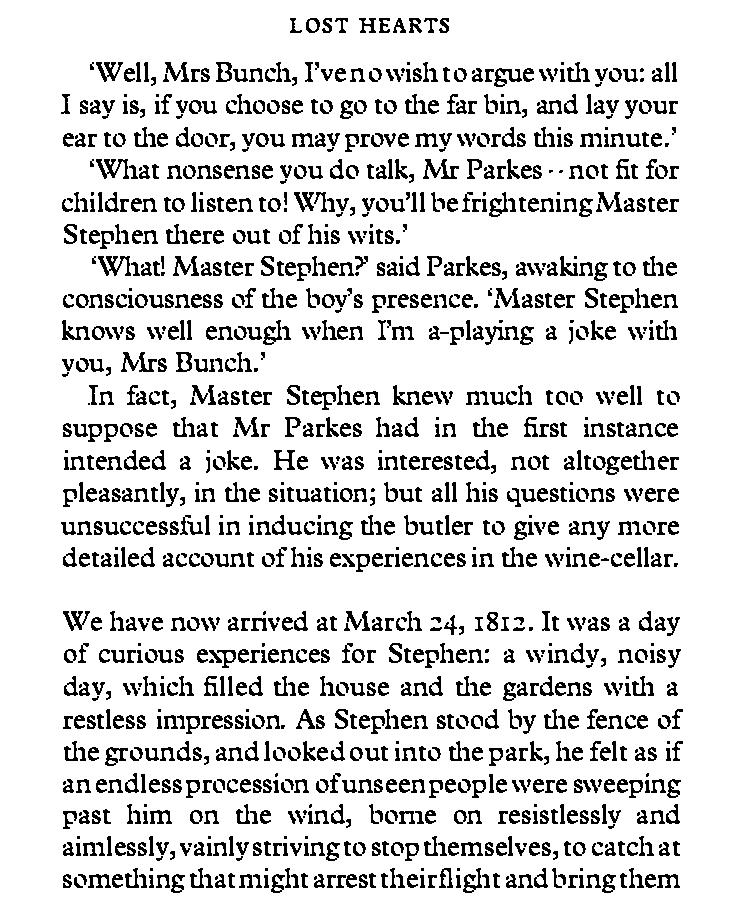 LOST HEARTS
‘Well, Mrs Bunch, I’ve no wish to argue with you: all
I say is, if you choose to go to the far bin, and lay your
ear to the door, you may prove my words this minute.’
‘What nonsense you do talk, Mr Parkes -- not fit for
children to listen to! Why, you’ll be frightening Master
Stephen there out of his wits.’
‘What! Master Stephen?’ said Parkes, awaking to the
consciousness of the boy’s presence. ‘Master Stephen
knows well enough when I’m a-playing a joke with
you, Mrs Bunch.’
In fact, Master Stephen knew much too well to
suppose that Mr Parkes had in the first instance
intended a joke. He was interested, not altogether
pleasantly, in the situation; but all his questions were
unsuccessful in inducing the butler to give any more
detailed account of his experiences in the wine-cellar.
We have now arrived at March 24, 1812. It was a day
of curious experiences for Stephen: a windy, noisy
day, which filled the house and the gardens with a
restless impression. As Stephen stood by the fence of
the grounds, and looked out into the park, he felt as if
an endless procession of unseen people were sweeping
past him on the wind, borne on resistlessly and
aimlessly, vainly striving to stop themselves, to catch at
something that might arrest their flight and bring them